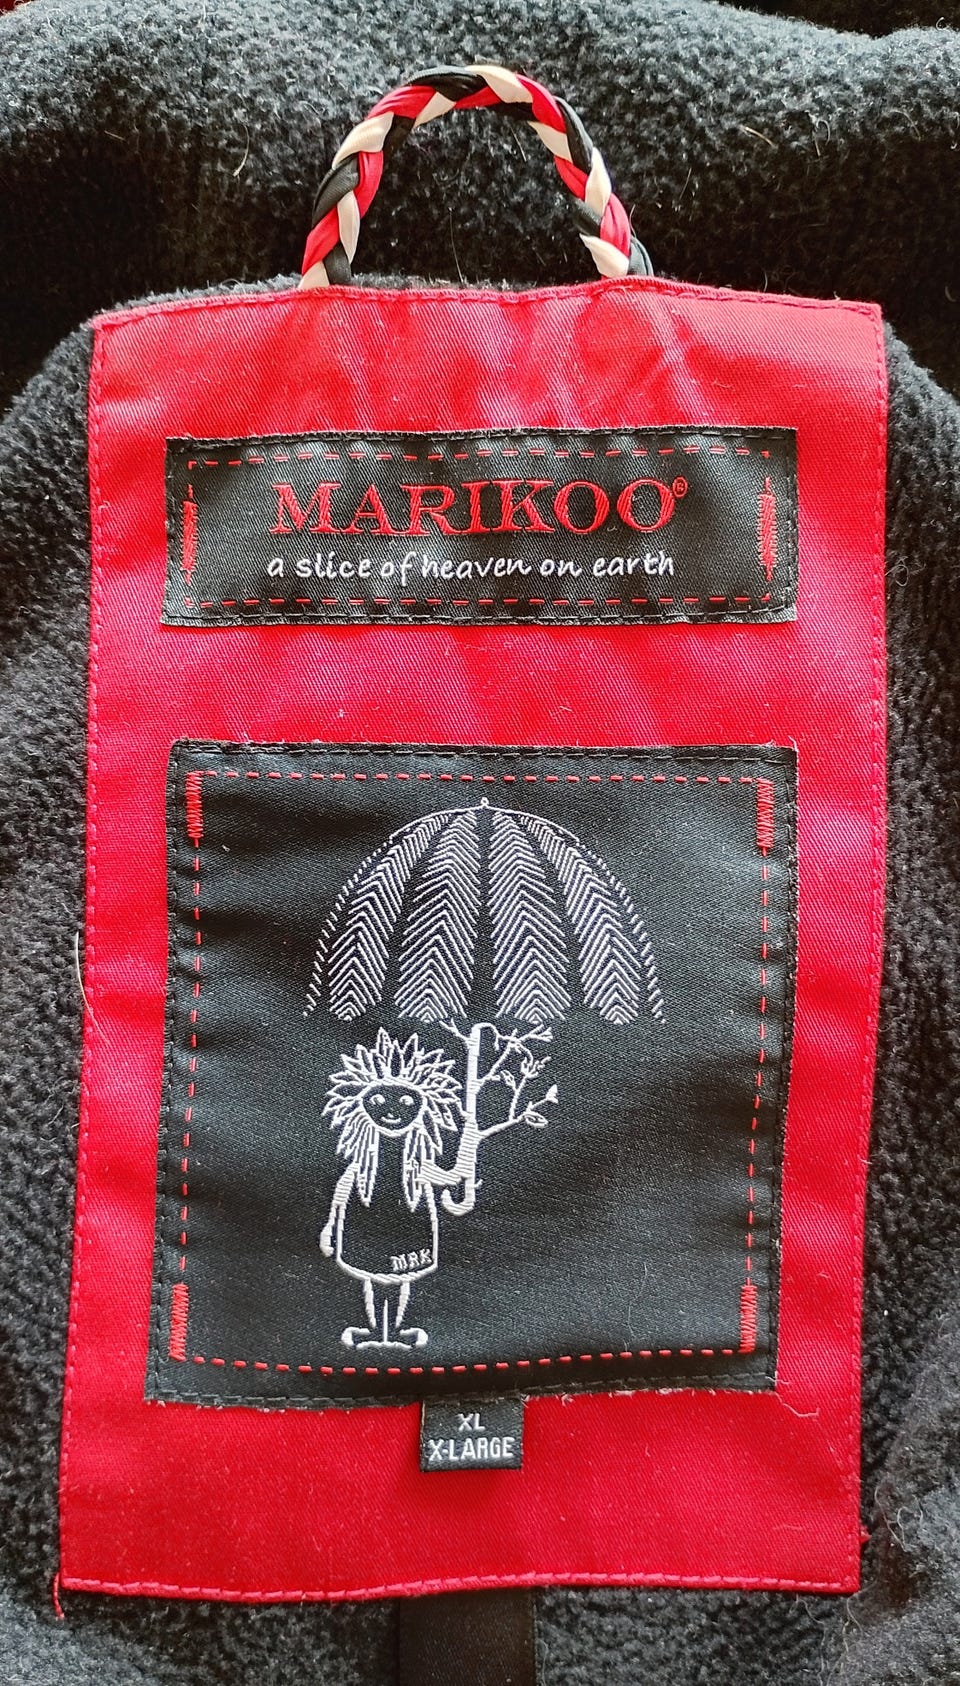 MARIKOO®
a slice of heaven on earth
MRK
XL
X-LARGE